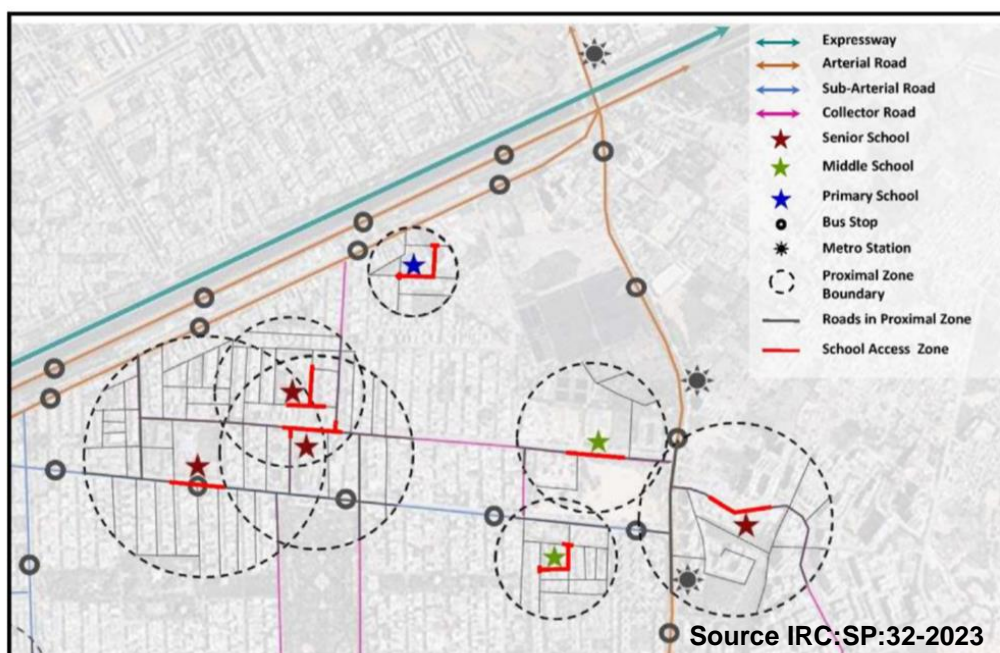 Expressway
Arterial Road
Sub-Arterial Road
Collector Road
Senior School
Middle School
Primary School
Bus Stop
Metro Station
Proximal Zone
Boundary
Roads in Proximal Zone
School Access Zone
Source IRC:SP:32-2023